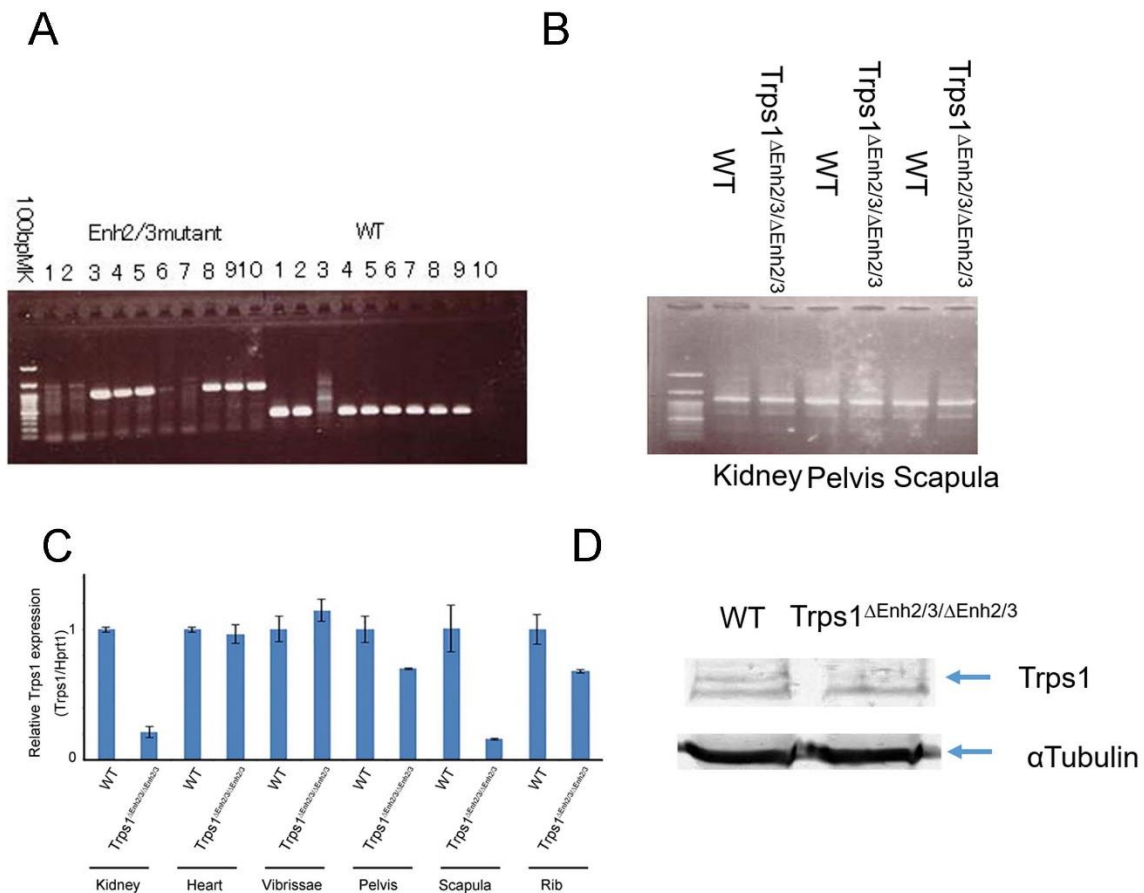 A
100bpMK
Enh2/3mutant WT
1 2 3 4 5 6 7 8 9 10 1 2 3 4 5 6 7 8 9 10
B
WT Trps1ΔEnh2/3/ΔEnh2/3 WT Trps1ΔEnh2/3/ΔEnh2/3 WT Trps1ΔEnh2/3/ΔEnh2/3
Kidney Pelvis Scapula
C
Relative Trps1 expression
(Trps1/Hprt1)
1
0
WT Trps1ΔEnh2/3/ΔEnh2/3 WT Trps1ΔEnh2/3/ΔEnh2/3 WT Trps1ΔEnh2/3/ΔEnh2/3 WT Trps1ΔEnh2/3/ΔEnh2/3 WT Trps1ΔEnh2/3/ΔEnh2/3 WT Trps1ΔEnh2/3/ΔEnh2/3
Kidney Heart Vibrissae Pelvis Scapula Rib
D
WT Trps1ΔEnh2/3/ΔEnh2/3
Trps1
αTubulin